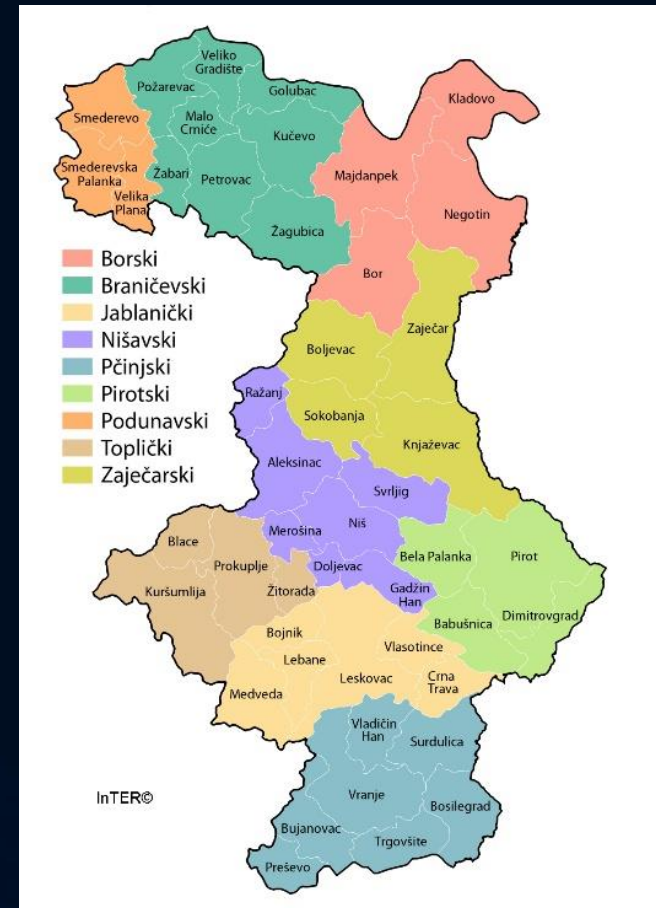 Veliko
Gradište
Požarevac
Golubac
Kladovo
Smederevo
Malo
Crniće
Kučevo
Smederevska
Palanka
Žabari
Petrovac
Majdanpek
Velika
Plana
Negotin
Žagubica
Bor
Borski
Braničevski
Jablanički
Nišavski
Pčinjski
Pirotski
Podunavski
Toplički
Zaječarski
Zaječar
Boljevac
Ražanj
Sokobanja
Knjaževac
Aleksinac
Svrljig
Niš
Merošina
Blace
Bela Palanka
Pirot
Prokuplje
Doljevac
Kuršumlija
Žitorađa
Gadžin
Han
Dimitrovgrad
Babušnica
Bojnik
Vlasotince
Lebane
Crna
Trava
Medveđa
Leskovac
Vladičin
Han
Surdulica
InTER©
Vranje
Bosilegrad
Bujanovac
Trgovšite
Preševo